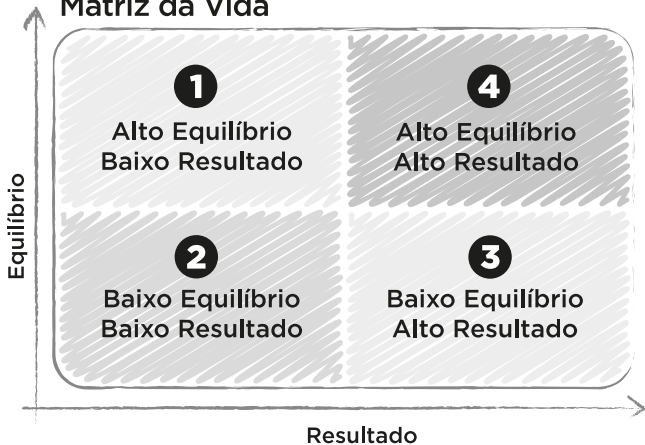 Matriz da Vida
1
Alto Equilíbrio
Baixo Resultado
4
Alto Equilíbrio
Alto Resultado
Equilíbrio
2
Baixo Equilíbrio
Baixo Resultado
3
Baixo Equilíbrio
Alto Resultado
Resultado